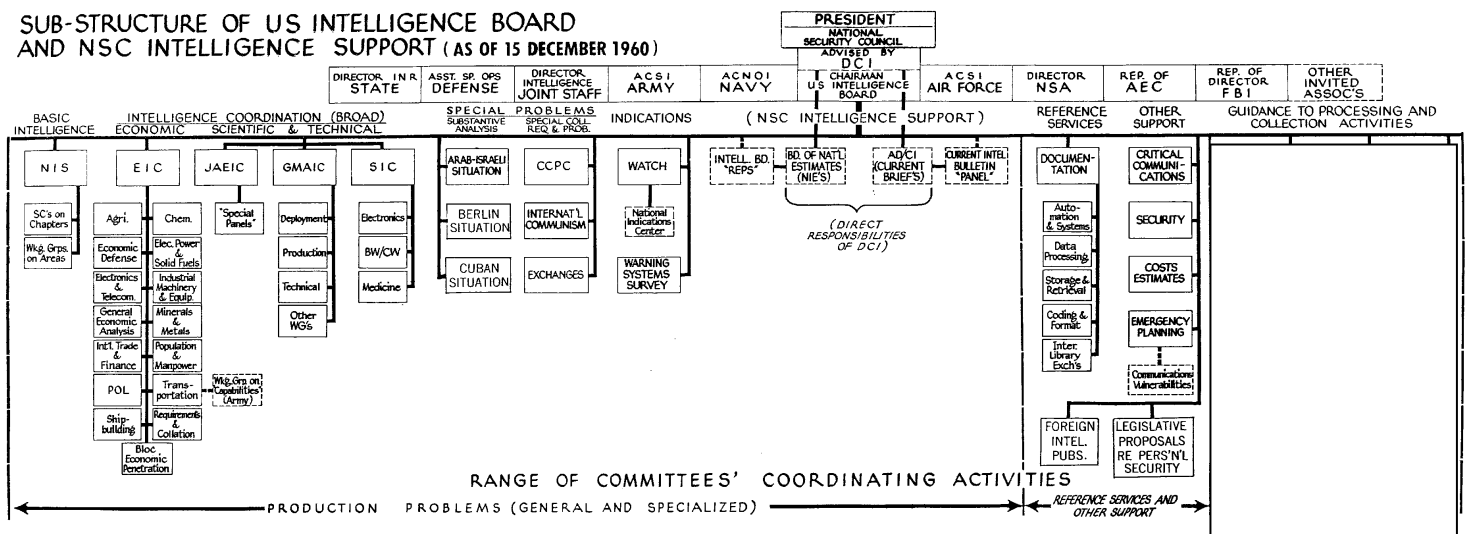 SUB-STRUCTURE OF US INTELLIGENCE BOARD
AND NSC INTELLIGENCE SUPPORT (AS OF 15 DECEMBER 1960)
PRESIDENT
NATIONAL
SECURITY COUNCIL
ADVISED BY
DCI
DIRECTOR INR
STATE
ASST. SP. OPS
DEFENSE
DIRECTOR
INTELLIGENCE
JOINT STAFF
ACSI
ARMY
ACNOI
NAVY
CHAIRMAN
US INTELLIGENCE
BOARD
ACSI
AIR FORCE
DIRECTOR
NSA
REP. OF
AEC
REP. OF
DIRECTOR
FBI
OTHER
INVITED
ASSOC'S
BASIC
INTELLIGENCE
INTELLIGENCE COORDINATION (BROAD)
ECONOMIC
SCIENTIFIC & TECHNICAL
SPECIAL PROBLEMS
SUBSTANTIVE
ANALYSIS
SPECIAL COLL.
REQ & PROB.
INDICATIONS
(NSC INTELLIGENCE SUPPORT)
REFERENCE
SERVICES
OTHER
SUPPORT
GUIDANCE TO PROCESSING AND
COLLECTION ACTIVITIES
NIS
EIC
JAEIC
GMAIC
SIC
ARAB-ISRAELI
SITUATION
CCPC
WATCH
INTELL. BD.
"REPS"
BD. OF NAT'L
ESTIMATES
(NIE'S)
AD/CI
(CURRENT
BRIEF'S)
CURRENT INTEL
BULLETIN
"PANEL"
DOCUMEN-
TATION
CRITICAL
COMMUNI-
CATIONS
SC's on
Chapters
Wkg. Grps.
on Areas
Agri.
Chem.
Economic
Defense
Elec. Power
&
Solid Fuels
Electronics
&
Telecom.
Industrial
Machinery
& Equip.
General
Economic
Analysis
Minerals
&
Metals
Int'l. Trade
&
Finance
Population
&
Manpower
POL
Trans-
portation
Wkg. Grp on
"Capabilities"
(Army)
Ship-
building
Requirements
&
Collation
Bloc
Economic
Penetration
"Special
Panels"
Deployment
Production
Technical
Other
WG's
Electronics
BW/CW
Medicine
BERLIN
SITUATION
CUBAN
SITUATION
INTERNAT'L
COMMUNISM
EXCHANGES
National
Indications
Center
WARNING
SYSTEMS
SURVEY
(DIRECT
RESPONSIBILITIES
OF DCI)
Auto-
mation
& Systems
Data
Processing
Storage &
Retrieval
Coding &
Format
Inter.
Library
Exch's
SECURITY
COSTS
ESTIMATES
EMERGENCY
PLANNING
Communications
Vulnerabilities
FOREIGN
INTEL.
PUBS.
LEGISLATIVE
PROPOSALS
RE PERS'N'L
SECURITY
RANGE OF COMMITTEES' COORDINATING ACTIVITIES
PRODUCTION PROBLEMS (GENERAL AND SPECIALIZED)
REFERENCE SERVICES AND
OTHER SUPPORT